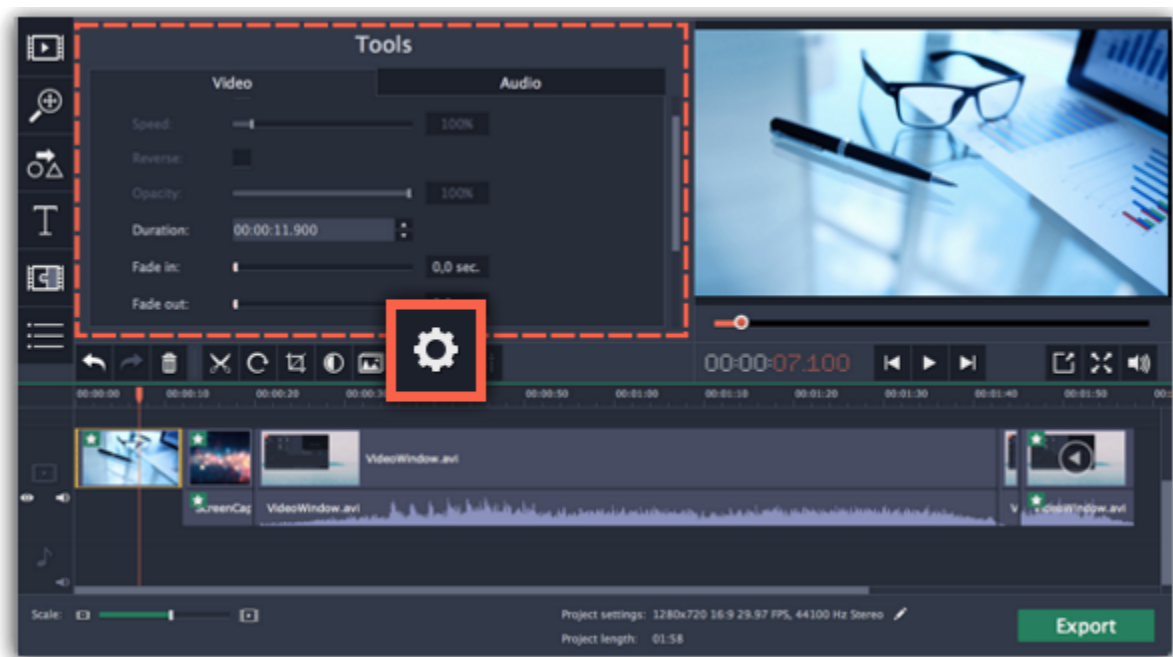 Tools
Video
Audio
Speed:
100%
Reverse:
Opacity:
100%
Duration:
00:00:11.900
Fade in:
0,0 sec.
Fade out:
T
00:00:07.100
00:00:00
00:00:10
00:00:20
00:00:50
00:01:00
00:01:10
00:01:20
00:01:30
00:01:40
00:01:50
VideoWindow.avi
VideoWindow.avi
Scale:
Project settings: 1280x720 16:9 29.97 FPS, 44100 Hz Stereo
Project length: 01:58
Export